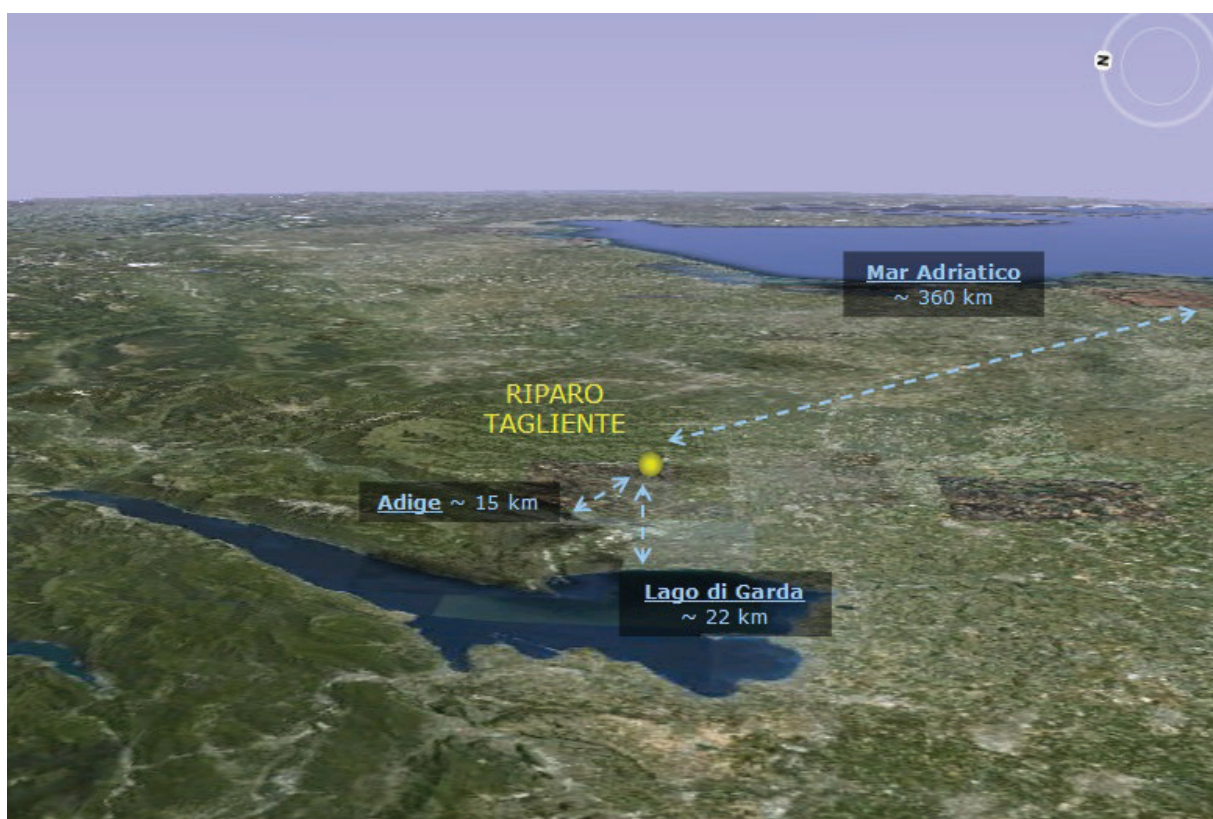 N
Mar Adriatico
~ 360 km
RIPARO
TAGLIENTE
Adige ~ 15 km
Lago di Garda
~ 22 km